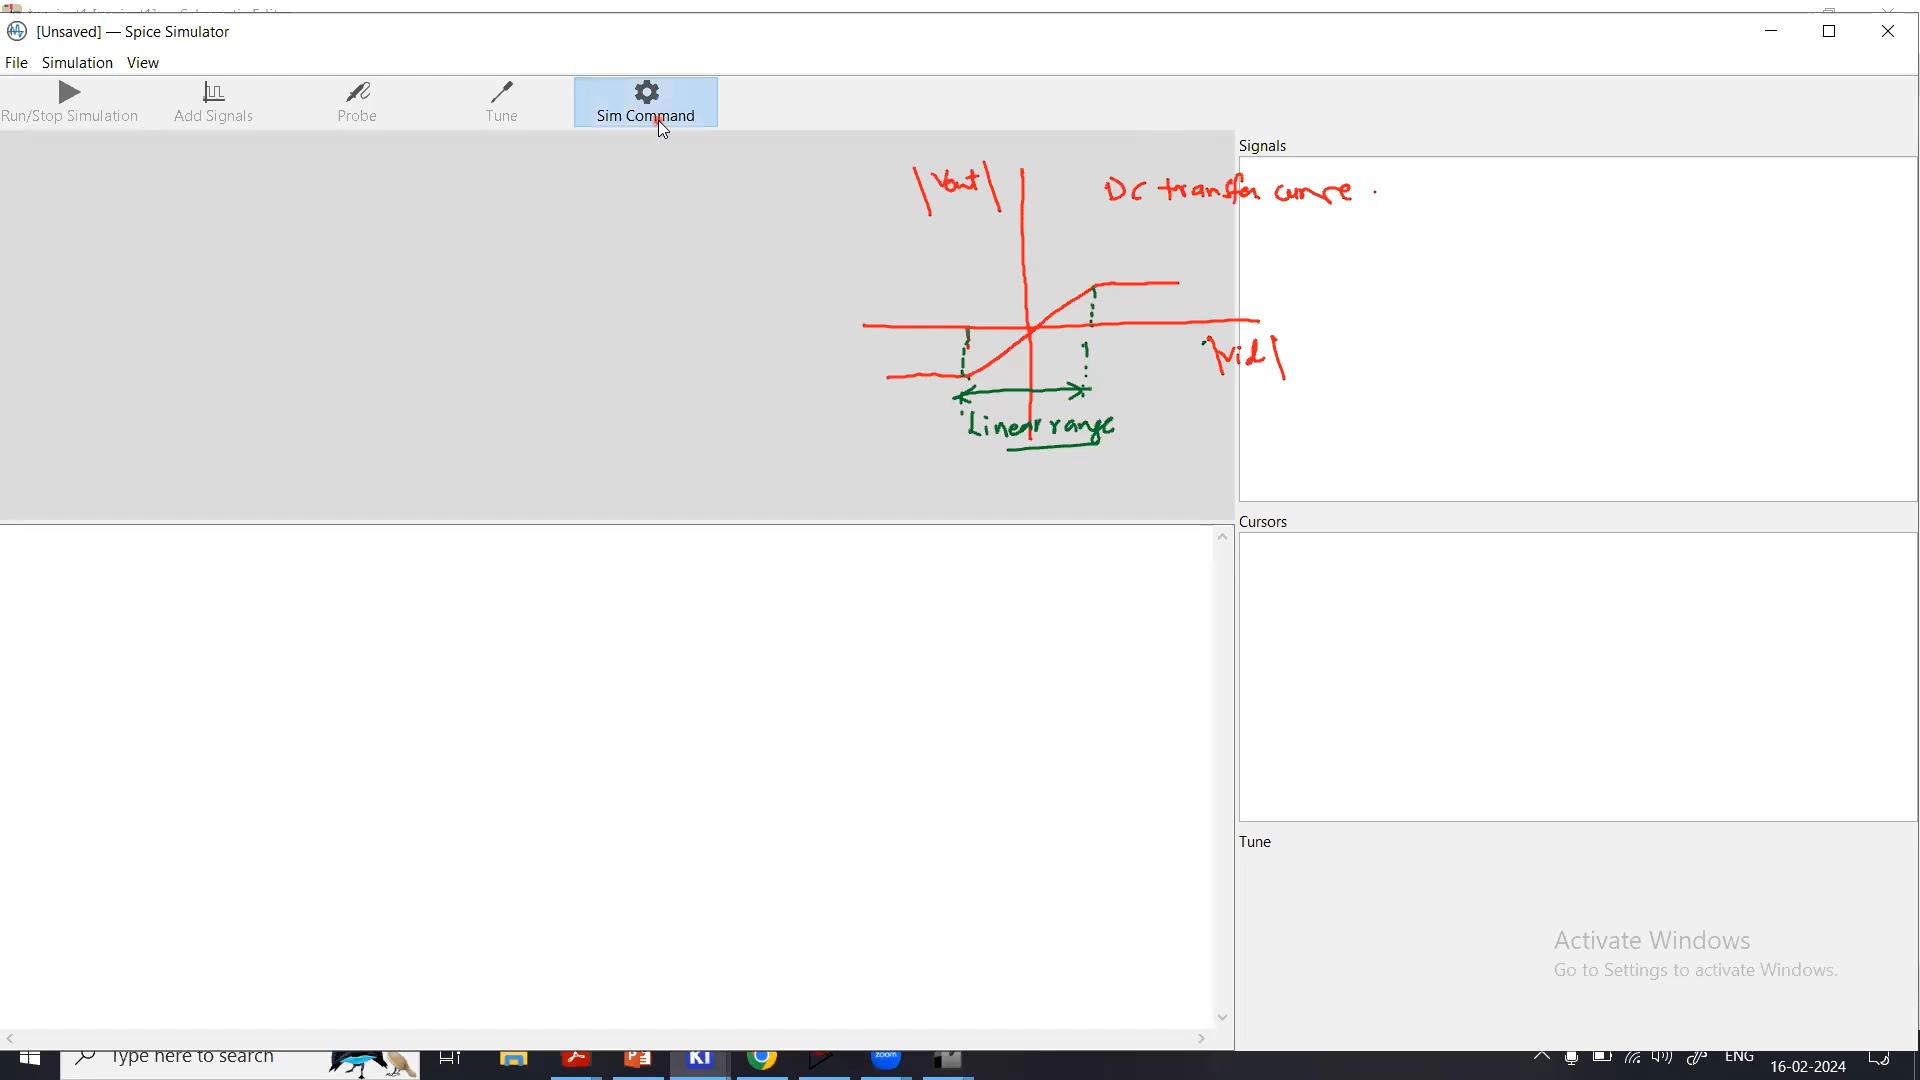 [Unsaved] — Spice Simulator
File Simulation View
Run/Stop Simulation Add Signals Probe Tune Sim Command
Signals
|Vout| DC transfer curve
|Vid|
Linear range
Cursors
Tune
Activate Windows
Go to Settings to activate Windows.
Type here to search
KI
zoom
ENG
16-02-2024